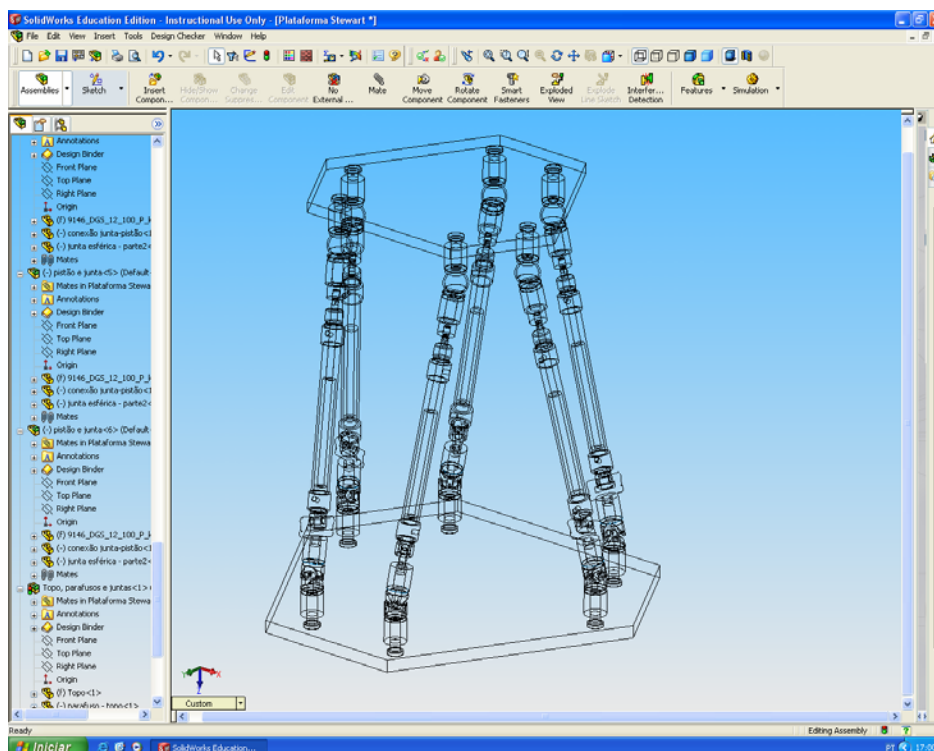 SolidWorks Education Edition - Instructional Use Only - [Plataforma Stewart *]
File Edit View Insert Tools Design Checker Window Help
Assemblies
Sketch
Insert Compon...
Hide/Show Compon...
Change Suppres...
Edit Component
No External ...
Mate
Move Component
Rotate Component
Smart Fasteners
Exploded View
Explode Line Sketch
Interfer... Detection
Features
Simulation
Annotations
Design Binder
Front Plane
Top Plane
Right Plane
Origin
(f) 9146_DGS_12_100_P_k
(-) conexão junta-pistão<1
(-) junta esférica - parte2<
Mates
(-) pistão e junta<5> (Default
Mates in Plataforma Stewa
Annotations
Design Binder
Front Plane
Top Plane
Right Plane
Origin
(f) 9146_DGS_12_100_P_k
(-) conexão junta-pistão<1
(-) junta esférica - parte2<
Mates
(-) pistão e junta<6> (Default
Mates in Plataforma Stewa
Annotations
Design Binder
Front Plane
Top Plane
Right Plane
Origin
(f) 9146_DGS_12_100_P_k
(-) conexão junta-pistão<1
(-) junta esférica - parte2<
Mates
Topo, parafusos e juntas<1>
Mates in Plataforma Stewa
Annotations
Design Binder
Front Plane
Top Plane
Right Plane
Origin
(f) Topo<1>
(-) parafuso - topo<1>
Y X
Z
Custom
Ready
Editing Assembly
Iniciar
SolidWorks Education...
PT